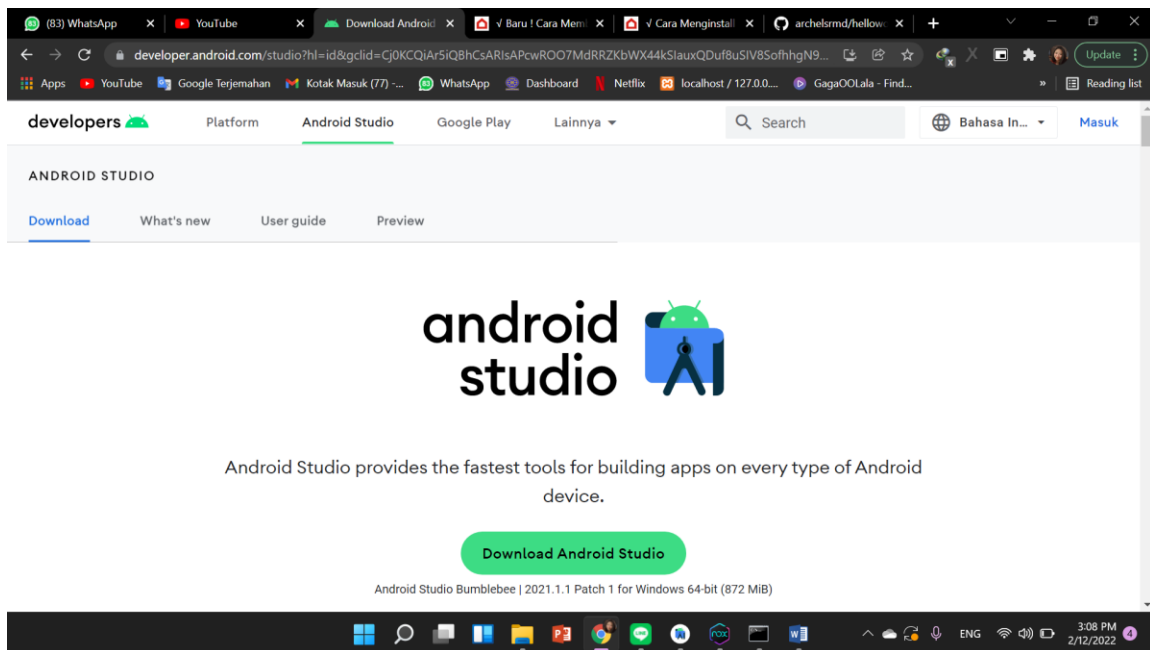 (83) WhatsApp
YouTube
Download Android
√ Baru ! Cara Mem
√ Cara Menginstall
archelsrmd/hellow
developer.android.com/studio?hl=id&gclid=Cj0KCQiAr5iQBhCsARIsAPcwROO7MdRRZKbWX44kSIauxQDuf8uSIV8SofhhgN9...
Update
Apps
YouTube
Google Terjemahan
Kotak Masuk (77) -...
WhatsApp
Dashboard
Netflix
localhost / 127.0.0....
GagaOOLala - Find...
»
Reading list
developers
Platform
Android Studio
Google Play
Lainnya
Search
Bahasa In...
Masuk
ANDROID STUDIO
Download
What's new
User guide
Preview
android
studio
Android Studio provides the fastest tools for building apps on every type of Android
device.
Download Android Studio
Android Studio Bumblebee | 2021.1.1 Patch 1 for Windows 64-bit (872 MiB)
ENG
3:08 PM
2/12/2022
4